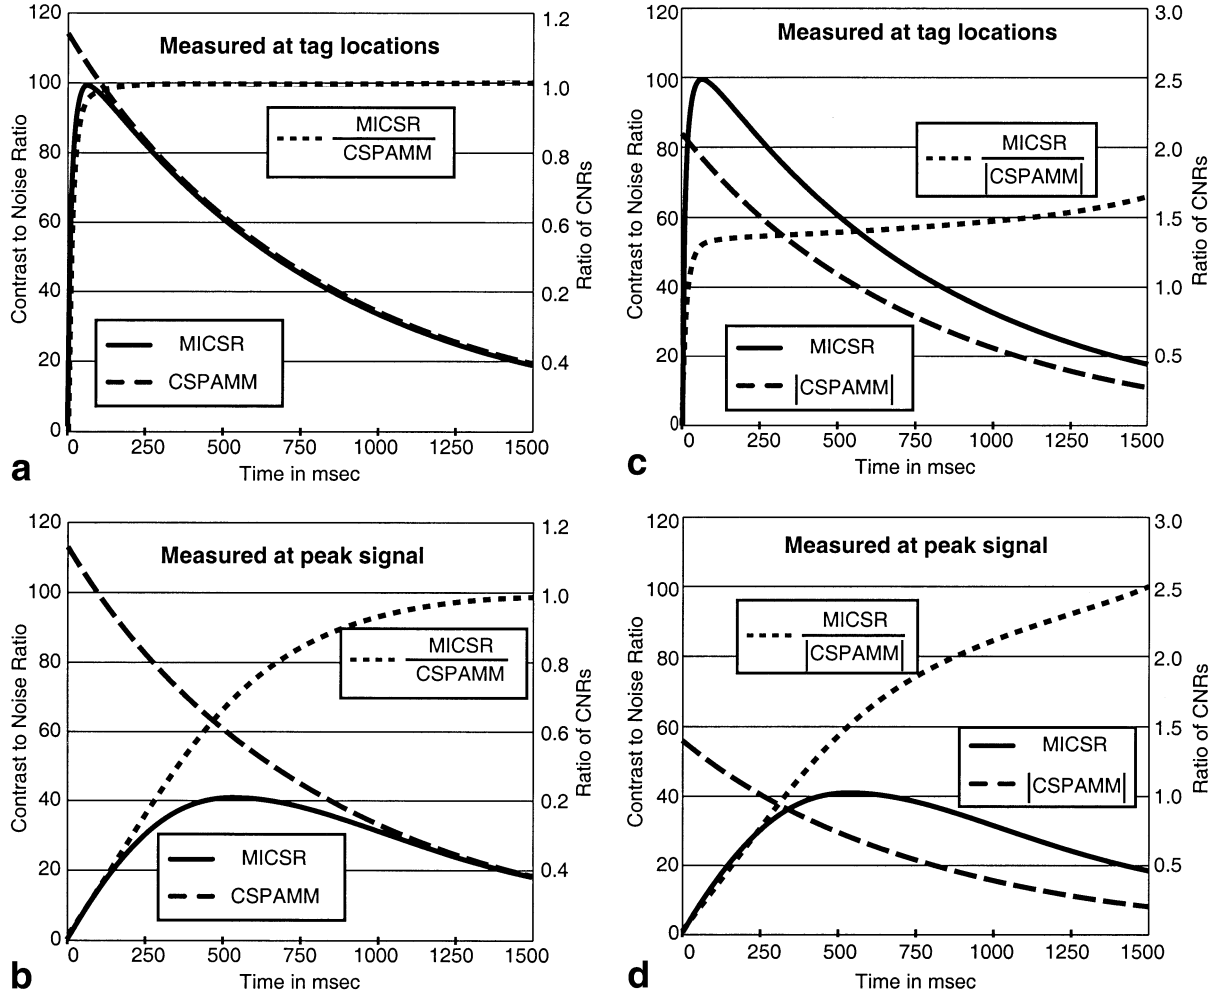 120
1.2
Measured at tag locations
100
1.0
MICSR
CSPAMM
80
0.8
60
0.6
40
0.2
MICSR
CSPAMM
20
0.4
0
0 250 500 750 1000 1250 1500
Time in msec
Contrast to Noise Ratio
Ratio of CNRs
a
120
3.0
Measured at tag locations
100
2.5
MICSR
|CSPAMM|
80
2.0
60
1.5
40
1.0
MICSR
|CSPAMM|
20
0.5
0
0 250 500 750 1000 1250 1500
Time in msec
Contrast to Noise Ratio
Ratio of CNRs
c
120
1.2
Measured at peak signal
100
1.0
MICSR
CSPAMM
80
0.8
60
0.6
40
0.2
MICSR
CSPAMM
20
0.4
0
0 250 500 750 1000 1250 1500
Time in msec
Contrast to Noise Ratio
Ratio of CNRs
b
120
3.0
Measured at peak signal
100
2.5
MICSR
|CSPAMM|
80
2.0
60
1.5
MICSR
|CSPAMM|
40
1.0
20
0.5
0
0 250 500 750 1000 1250 1500
Time in msec
Contrast to Noise Ratio
Ratio of CNRs
d